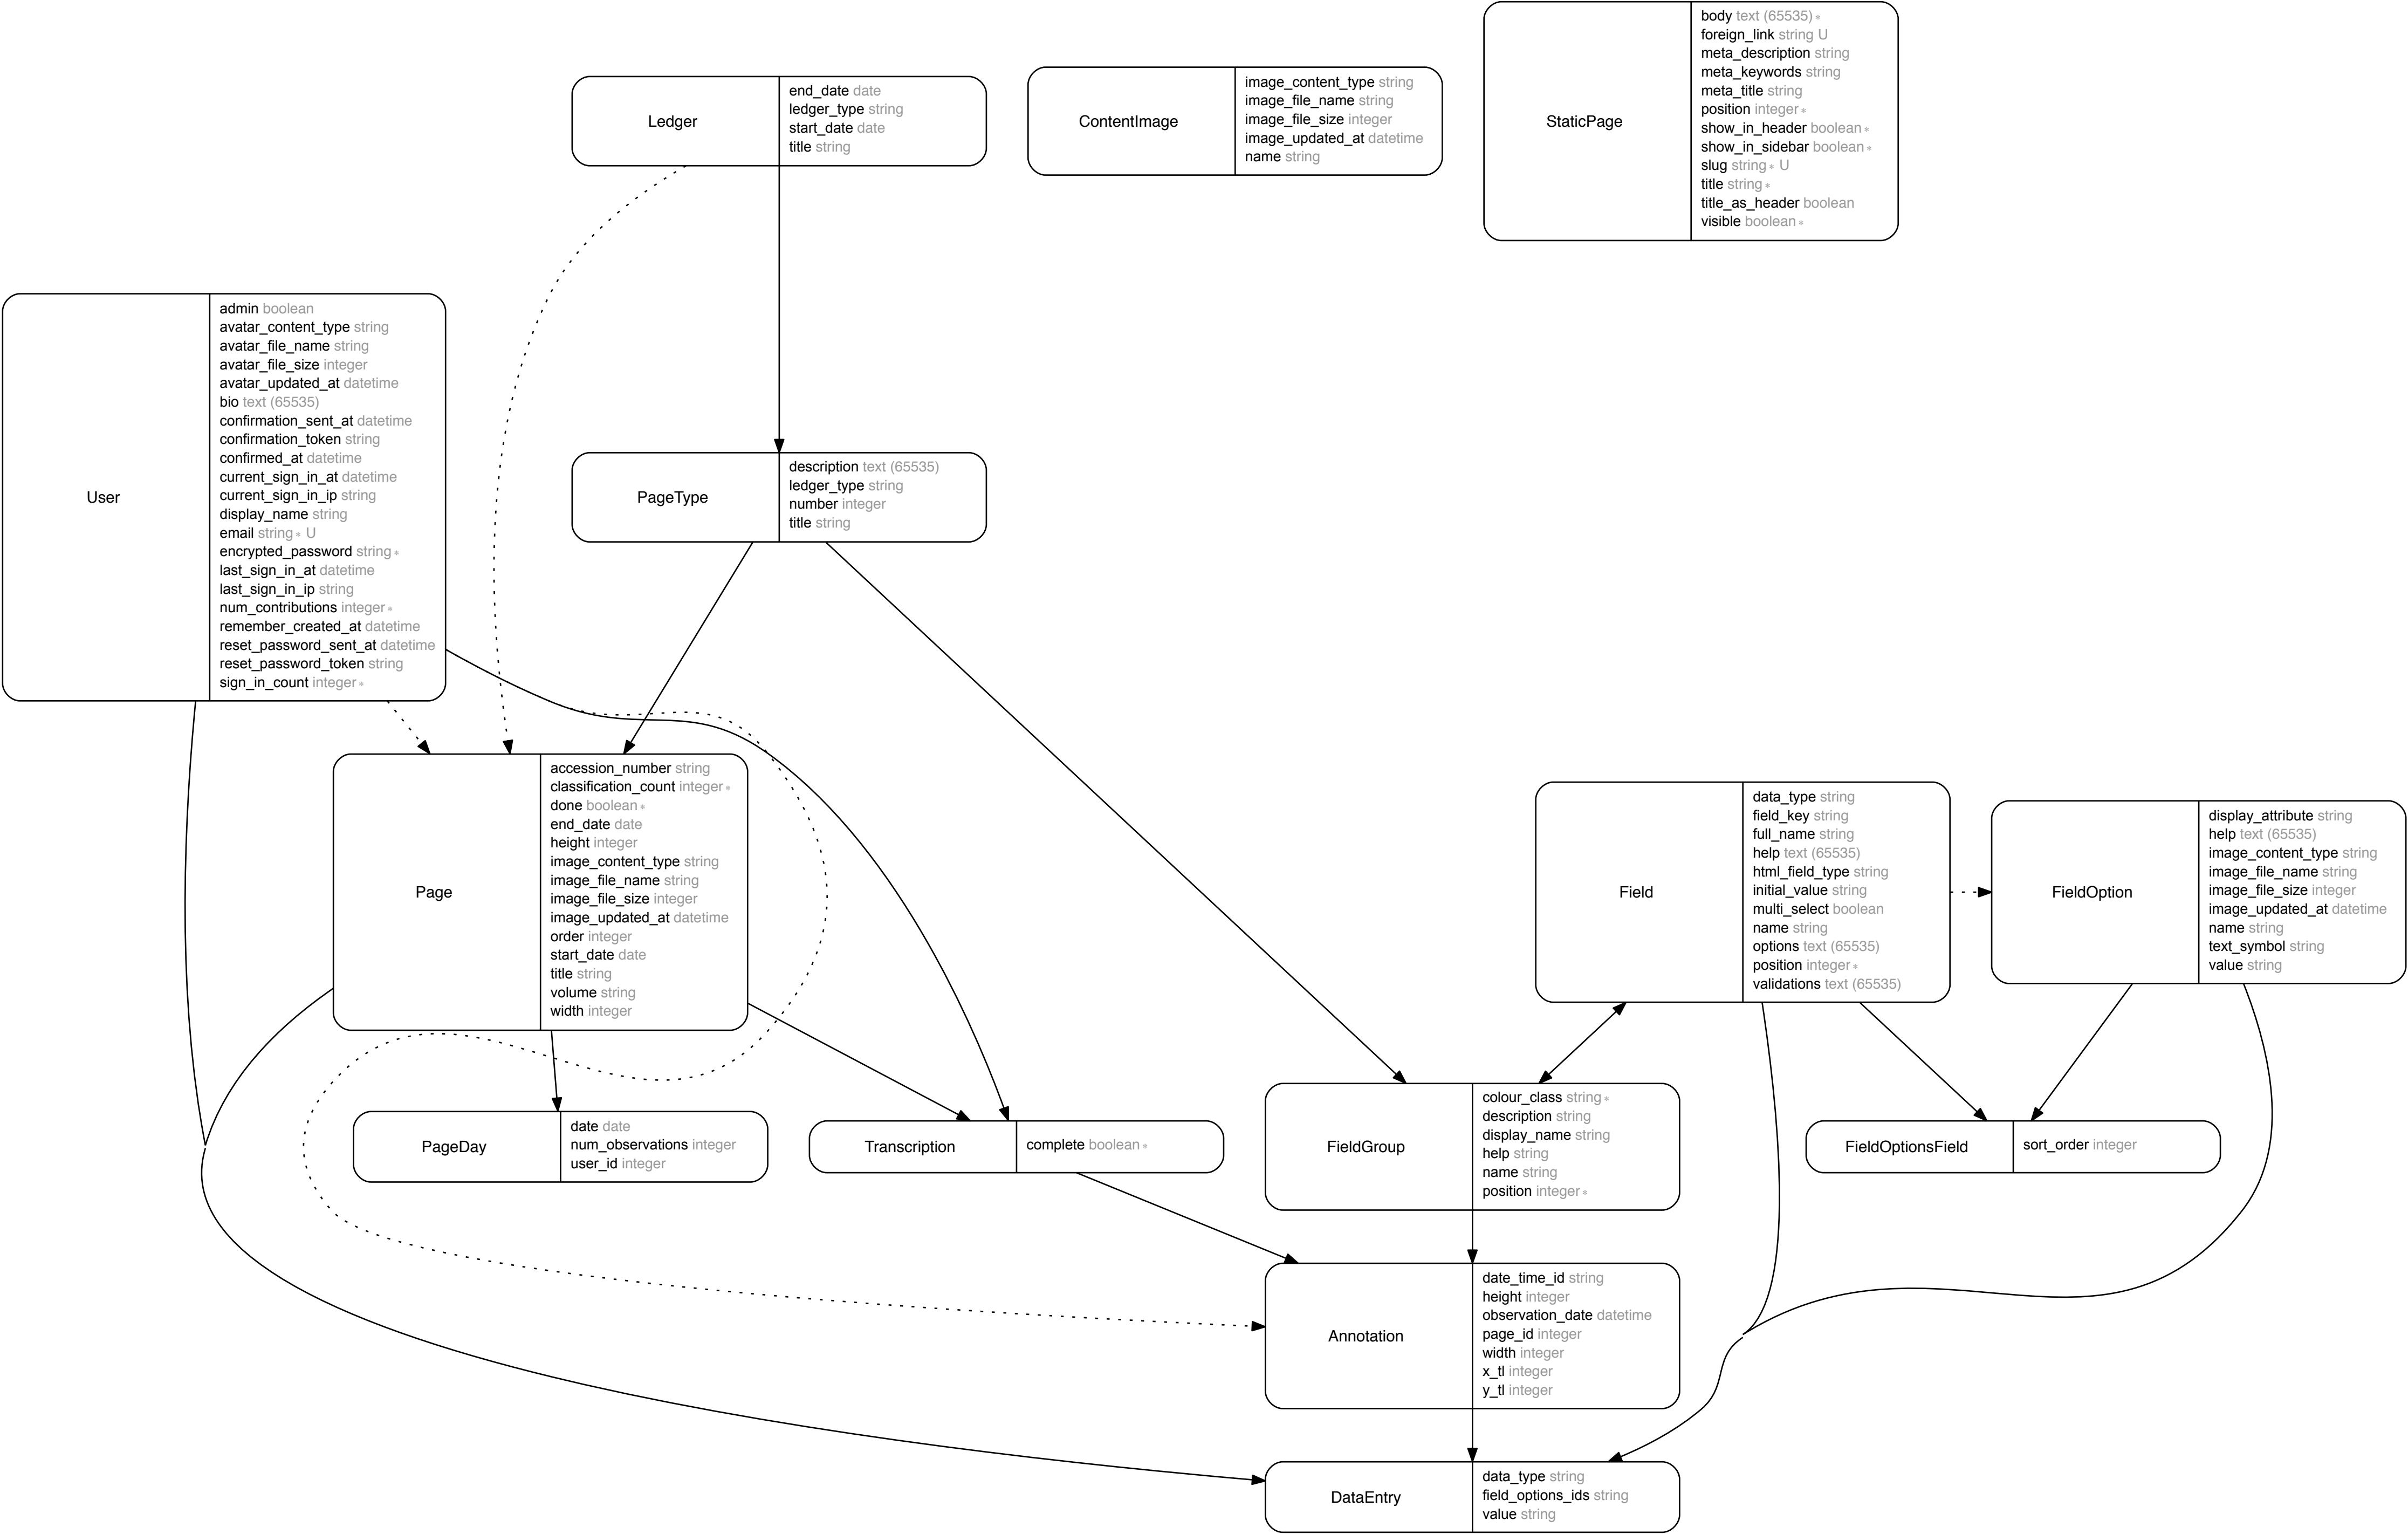 Ledger
end_date date
ledger_type string
start_date date
title string
ContentImage
image_content_type string
image_file_name string
image_file_size integer
image_updated_at datetime
name string
StaticPage
body text (65535) *
foreign_link string U
meta_description string
meta_keywords string
meta_title string
position integer *
show_in_header boolean *
show_in_sidebar boolean *
slug string * U
title string *
title_as_header boolean
visible boolean *
User
admin boolean
avatar_content_type string
avatar_file_name string
avatar_file_size integer
avatar_updated_at datetime
bio text (65535)
confirmation_sent_at datetime
confirmation_token string
confirmed_at datetime
current_sign_in_at datetime
current_sign_in_ip string
display_name string
email string * U
encrypted_password string *
last_sign_in_at datetime
last_sign_in_ip string
num_contributions integer *
remember_created_at datetime
reset_password_sent_at datetime
reset_password_token string
sign_in_count integer *
PageType
description text (65535)
ledger_type string
number integer
title string
Page
accession_number string
classification_count integer *
done boolean *
end_date date
height integer
image_content_type string
image_file_name string
image_file_size integer
image_updated_at datetime
order integer
start_date date
title string
volume string
width integer
Field
data_type string
field_key string
full_name string
help text (65535)
html_field_type string
initial_value string
multi_select boolean
name string
options text (65535)
position integer *
validations text (65535)
FieldOption
display_attribute string
help text (65535)
image_content_type string
image_file_name string
image_file_size integer
image_updated_at datetime
name string
text_symbol string
value string
PageDay
date date
num_observations integer
user_id integer
Transcription
complete boolean *
FieldGroup
colour_class string *
description string
display_name string
help string
name string
position integer *
FieldOptionsField
sort_order integer
Annotation
date_time_id string
height integer
observation_date datetime
page_id integer
width integer
x_tl integer
y_tl integer
DataEntry
data_type string
field_options_ids string
value string